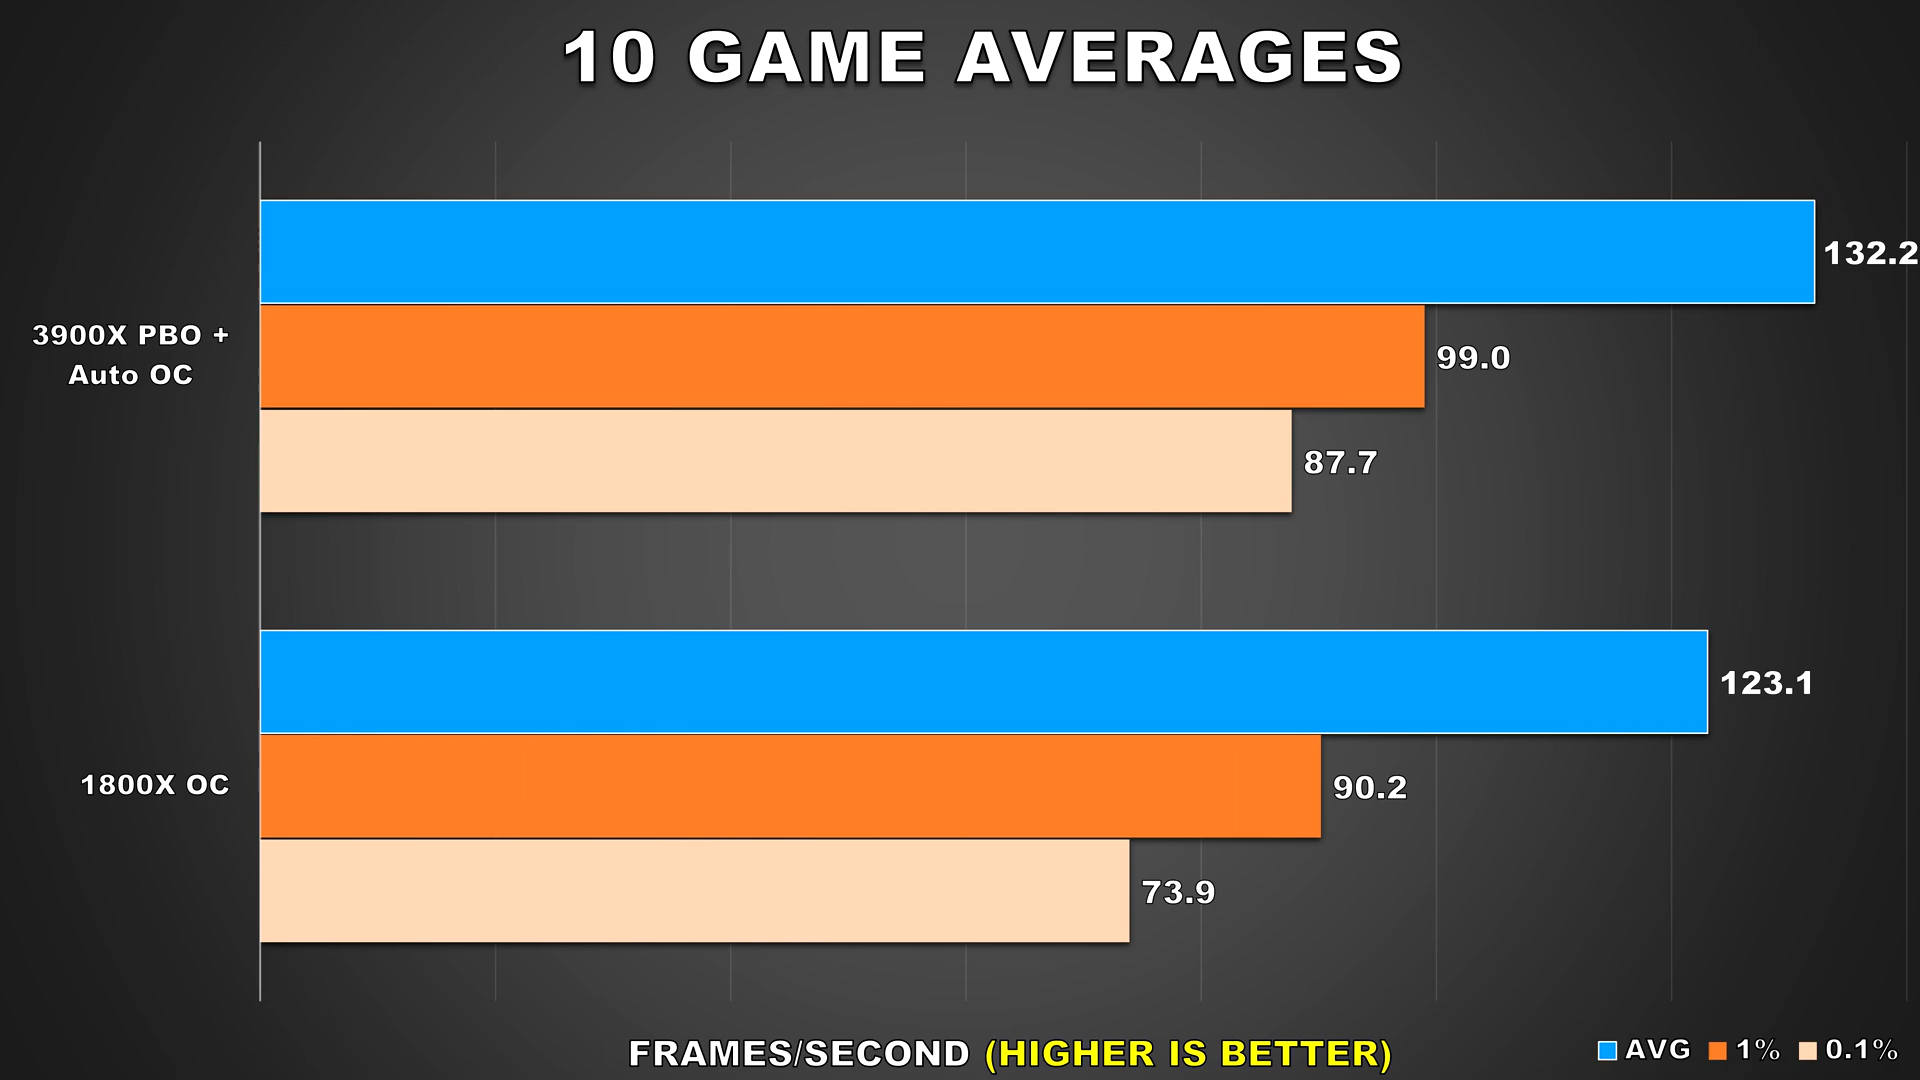 10 GAME AVERAGES
132.2
3900X PBO +
Auto OC
99.0
87.7
123.1
1800X OC
90.2
73.9
FRAMES/SECOND (HIGHER IS BETTER)
AVG 1% 0.1%